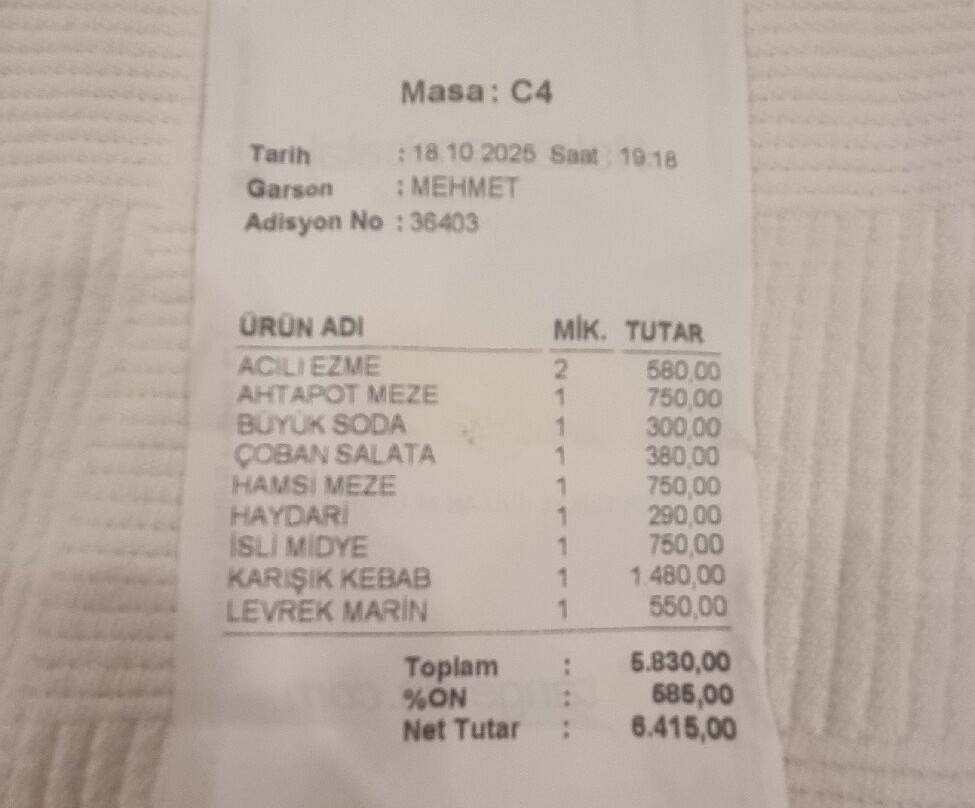 Masa : C4
Tarih : 18.10.2025 Saat : 19:18
Garson : MEHMET
Adisyon No : 36403
ÜRÜN ADI MİK. TUTAR
ACILI EZME 2 580,00
AHTAPOT MEZE 1 750,00
BÜYÜK SODA 1 300,00
ÇOBAN SALATA 1 380,00
HAMSİ MEZE 1 750,00
HAYDARİ 1 290,00
İSLİ MİDYE 1 750,00
KARIŞIK KEBAB 1 1.480,00
LEVREK MARİN 1 550,00
Toplam : 5.830,00
%ON : 585,00
Net Tutar : 6.415,00